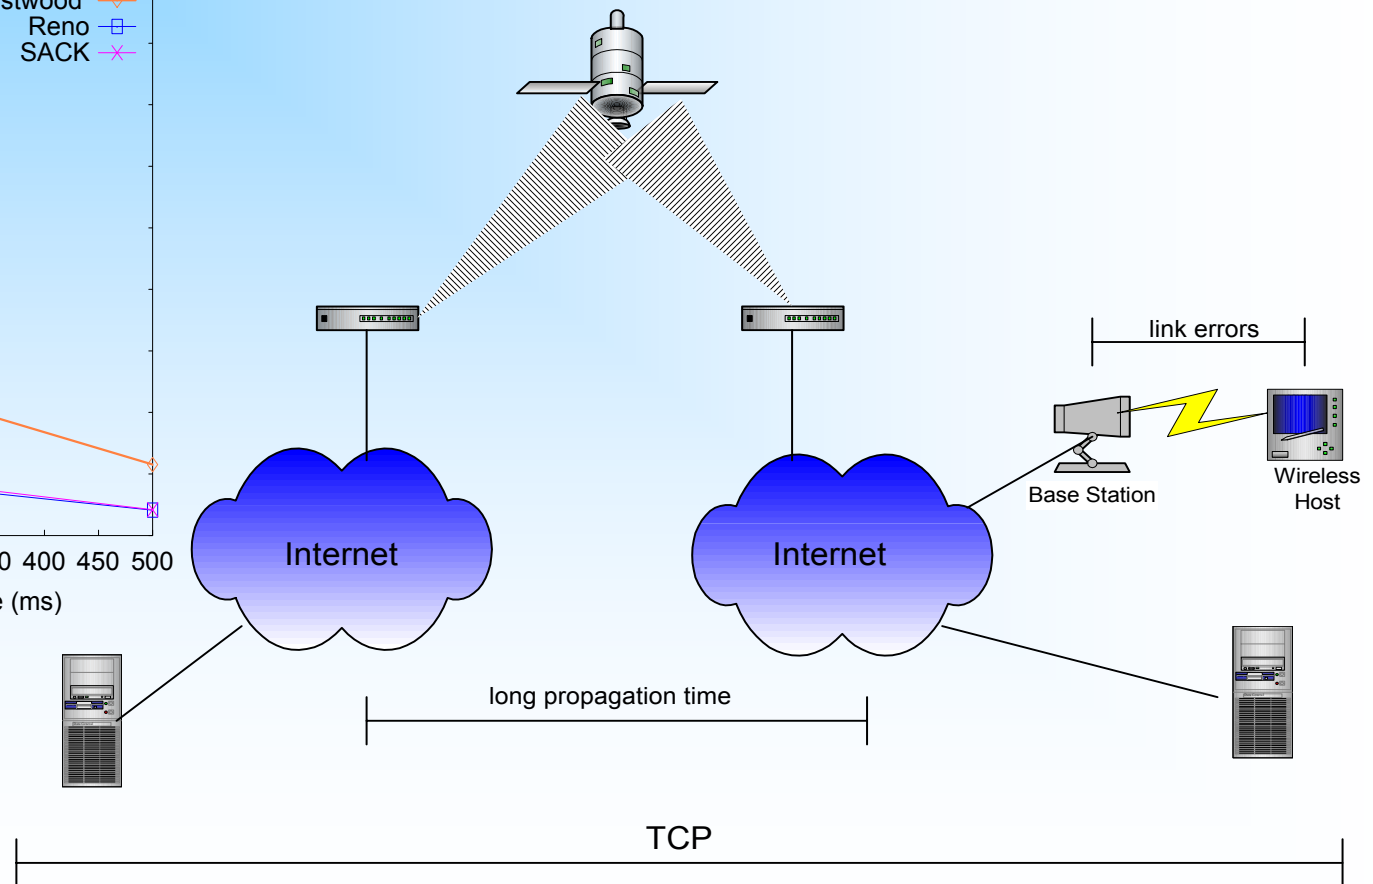 Reno
SACK
link errors
Base Station
Wireless
Host
Internet
Internet
400 450 500
(ms)
long propagation time
TCP